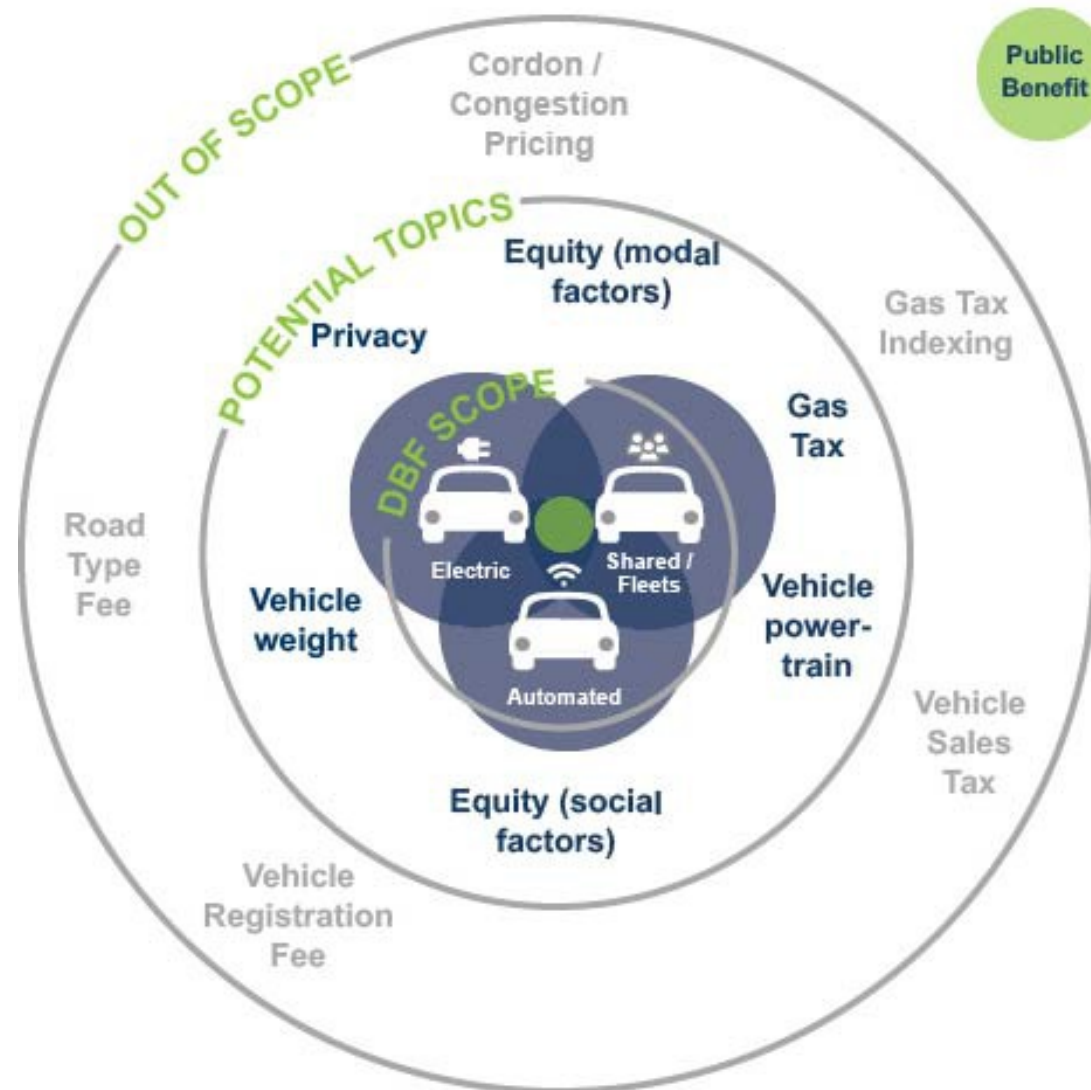 Public
Benefit
OUT OF SCOPE
Cordon /
Congestion
Pricing
POTENTIAL TOPICS
Equity (modal
factors)
Gas Tax
Indexing
Privacy
DBF SCOPE
Gas
Tax
Road
Type
Fee
Electric
Shared /
Fleets
Vehicle
weight
Vehicle
power-
train
Automated
Vehicle
Sales
Tax
Equity (social
factors)
Vehicle
Registration
Fee